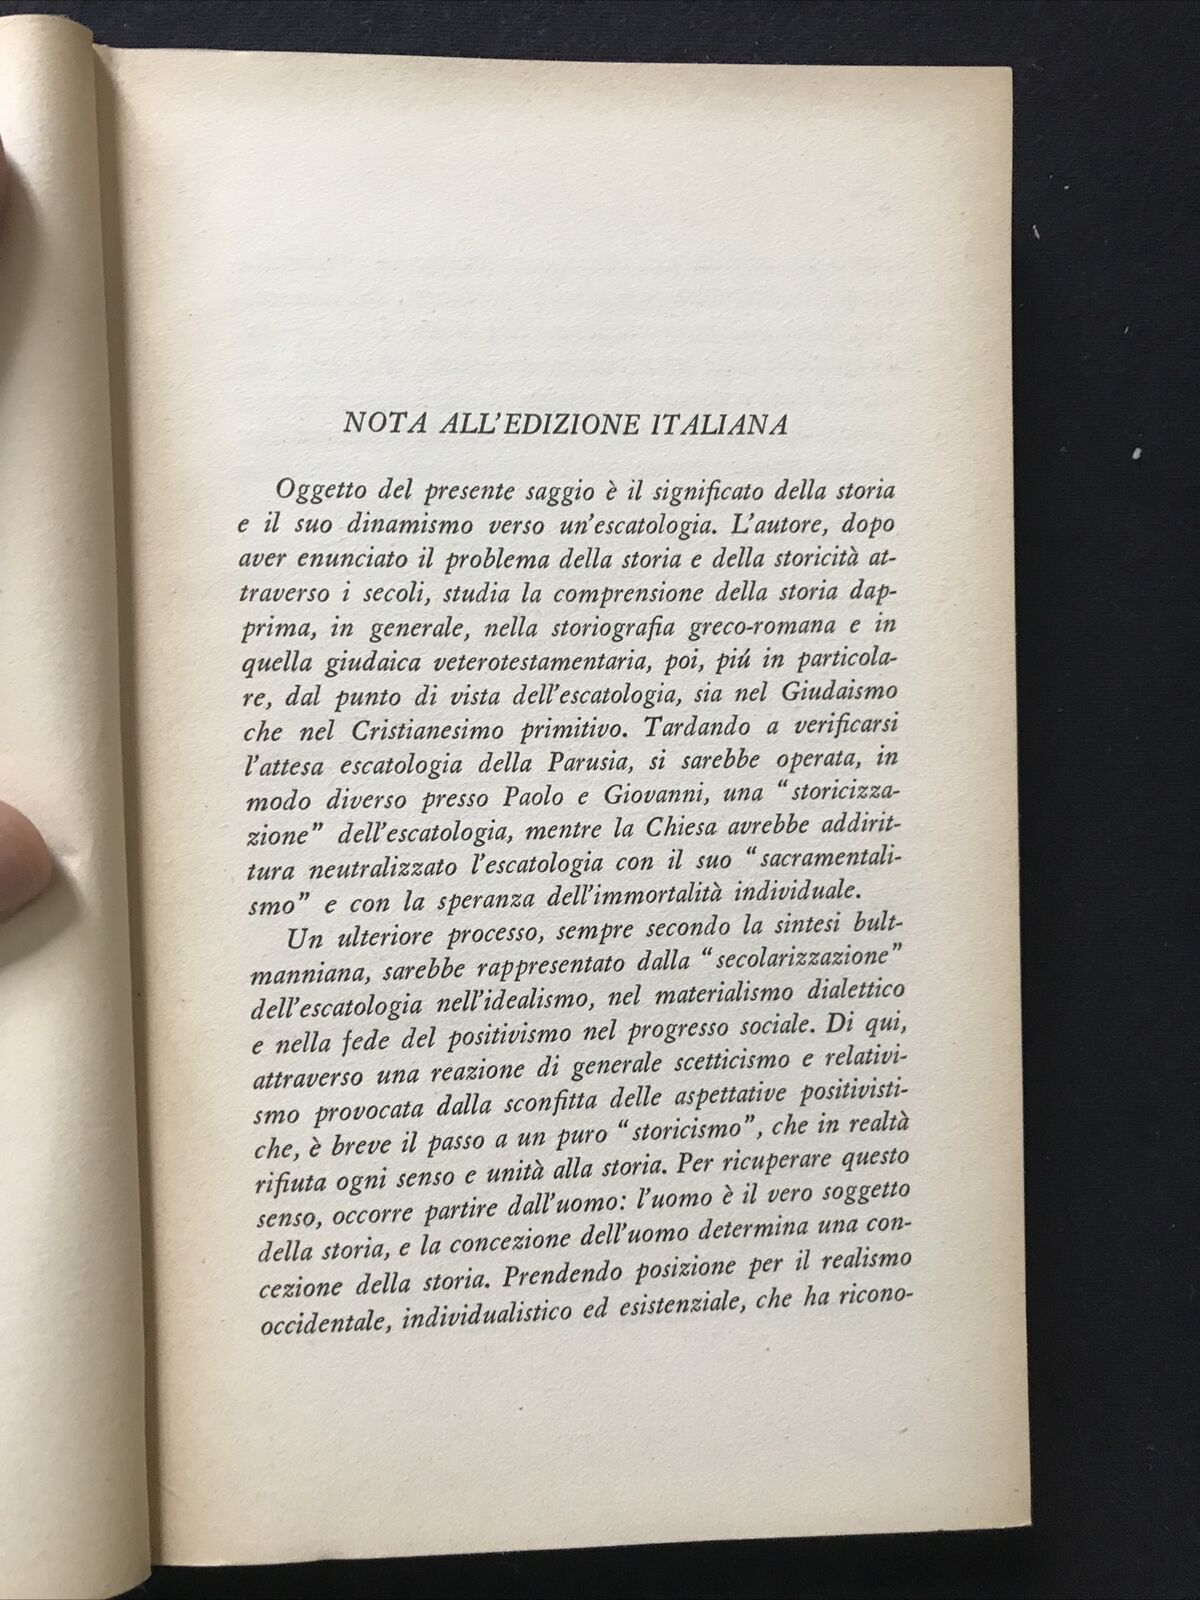 NOTA ALL'EDIZIONE ITALIANA
Oggetto del presente saggio è il significato della storia
e il suo dinamismo verso un'escatologia. L'autore, dopo
aver enunciato il problema della storia e della storicità at-
traverso i secoli, studia la comprensione della storia dap-
prima, in generale, nella storiografia greco-romana e in
quella giudaica veterotestamentaria, poi, piú in particola-
re, dal punto di vista dell'escatologia, sia nel Giudaismo
che nel Cristianesimo primitivo. Tardando a verificarsi
l'attesa escatologia della Parusia, si sarebbe operata, in
modo diverso presso Paolo e Giovanni, una "storicizza-
zione" dell'escatologia, mentre la Chiesa avrebbe addirit-
tura neutralizzato l'escatologia con il suo "sacramentali-
smo" e con la speranza dell'immortalità individuale.
Un ulteriore processo, sempre secondo la sintesi bult-
manniana, sarebbe rappresentato dalla "secolarizzazione"
dell'escatologia nell'idealismo, nel materialismo dialettico
e nella fede del positivismo nel progresso sociale. Di qui,
attraverso una reazione di generale scetticismo e relativi-
smo provocata dalla sconfitta delle aspettative positivisti-
che, è breve il passo a un puro "storicismo", che in realtà
rifiuta ogni senso e unità alla storia. Per ricuperare questo
senso, occorre partire dall'uomo: l'uomo è il vero soggetto
della storia, e la concezione dell'uomo determina una con-
cezione della storia. Prendendo posizione per il realismo
occidentale, individualistico ed esistenziale, che ha ricono-